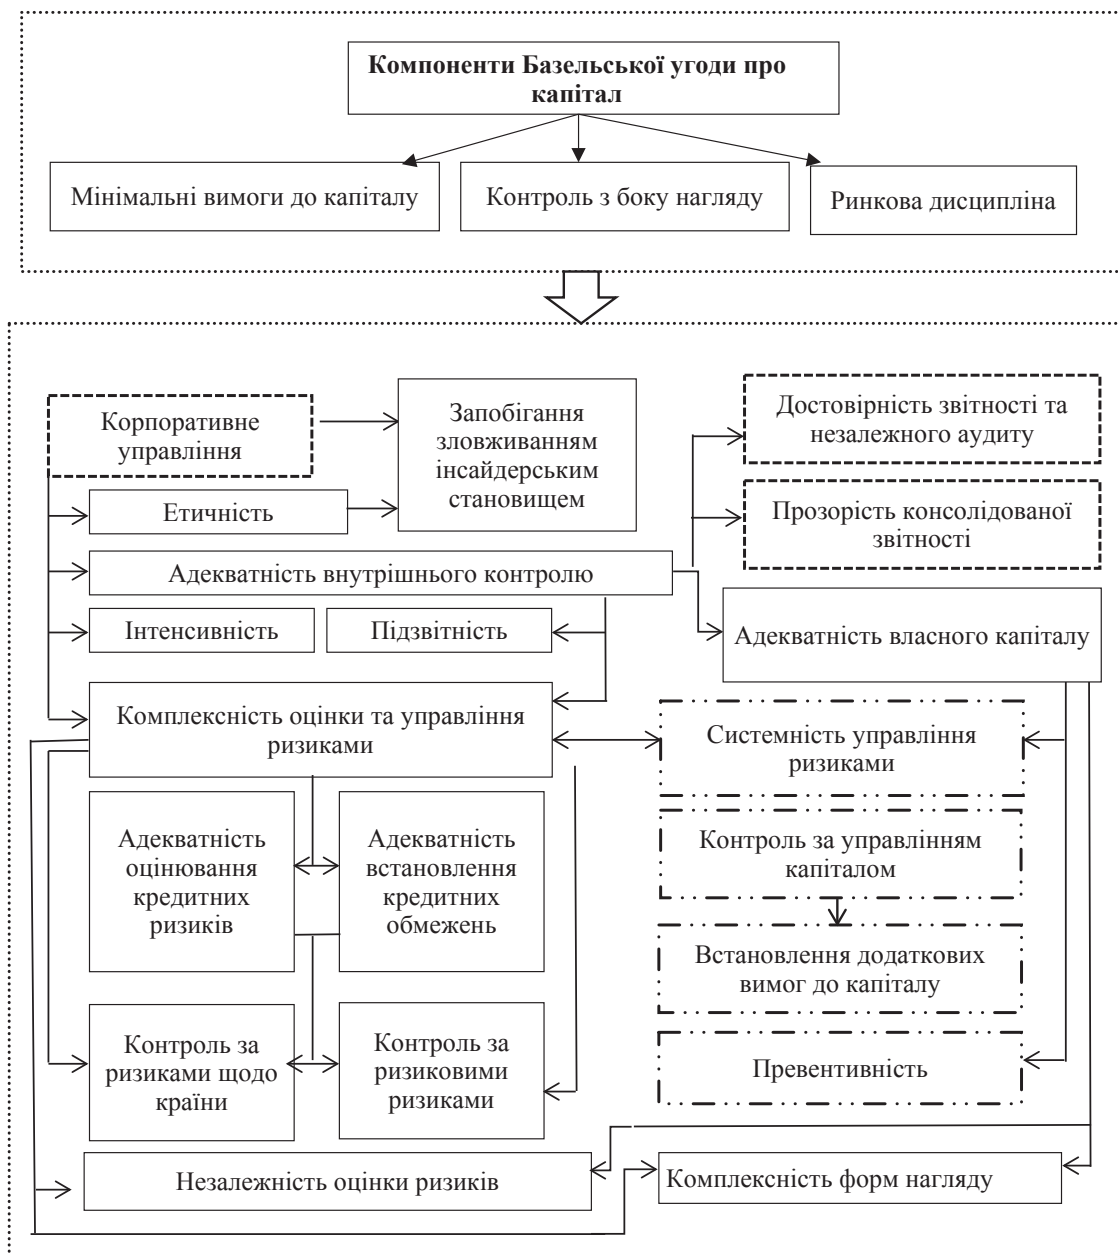 Компоненти Базельської угоди про
капітал
Мінімальні вимоги до капіталу
Контроль з боку нагляду
Ринкова дисципліна
Корпоративне
управління
Запобігання
зловживанням
інсайдерським
становищем
Достовірність звітності та
незалежного аудиту
Етичність
Прозорість консолідованої
звітності
Адекватність внутрішнього контролю
Інтенсивність
Підзвітність
Адекватність власного капіталу
Комплексність оцінки та управління
ризиками
Системність управління
ризиками
Адекватність
оцінювання
кредитних
ризиків
Адекватність
встановлення
кредитних
обмежень
Контроль за управлінням
капіталом
Встановлення додаткових
вимог до капіталу
Контроль за
ризиками щодо
країни
Контроль за
ризиковими
ризиками
Превентивність
Незалежність оцінки ризиків
Комплексність форм нагляду